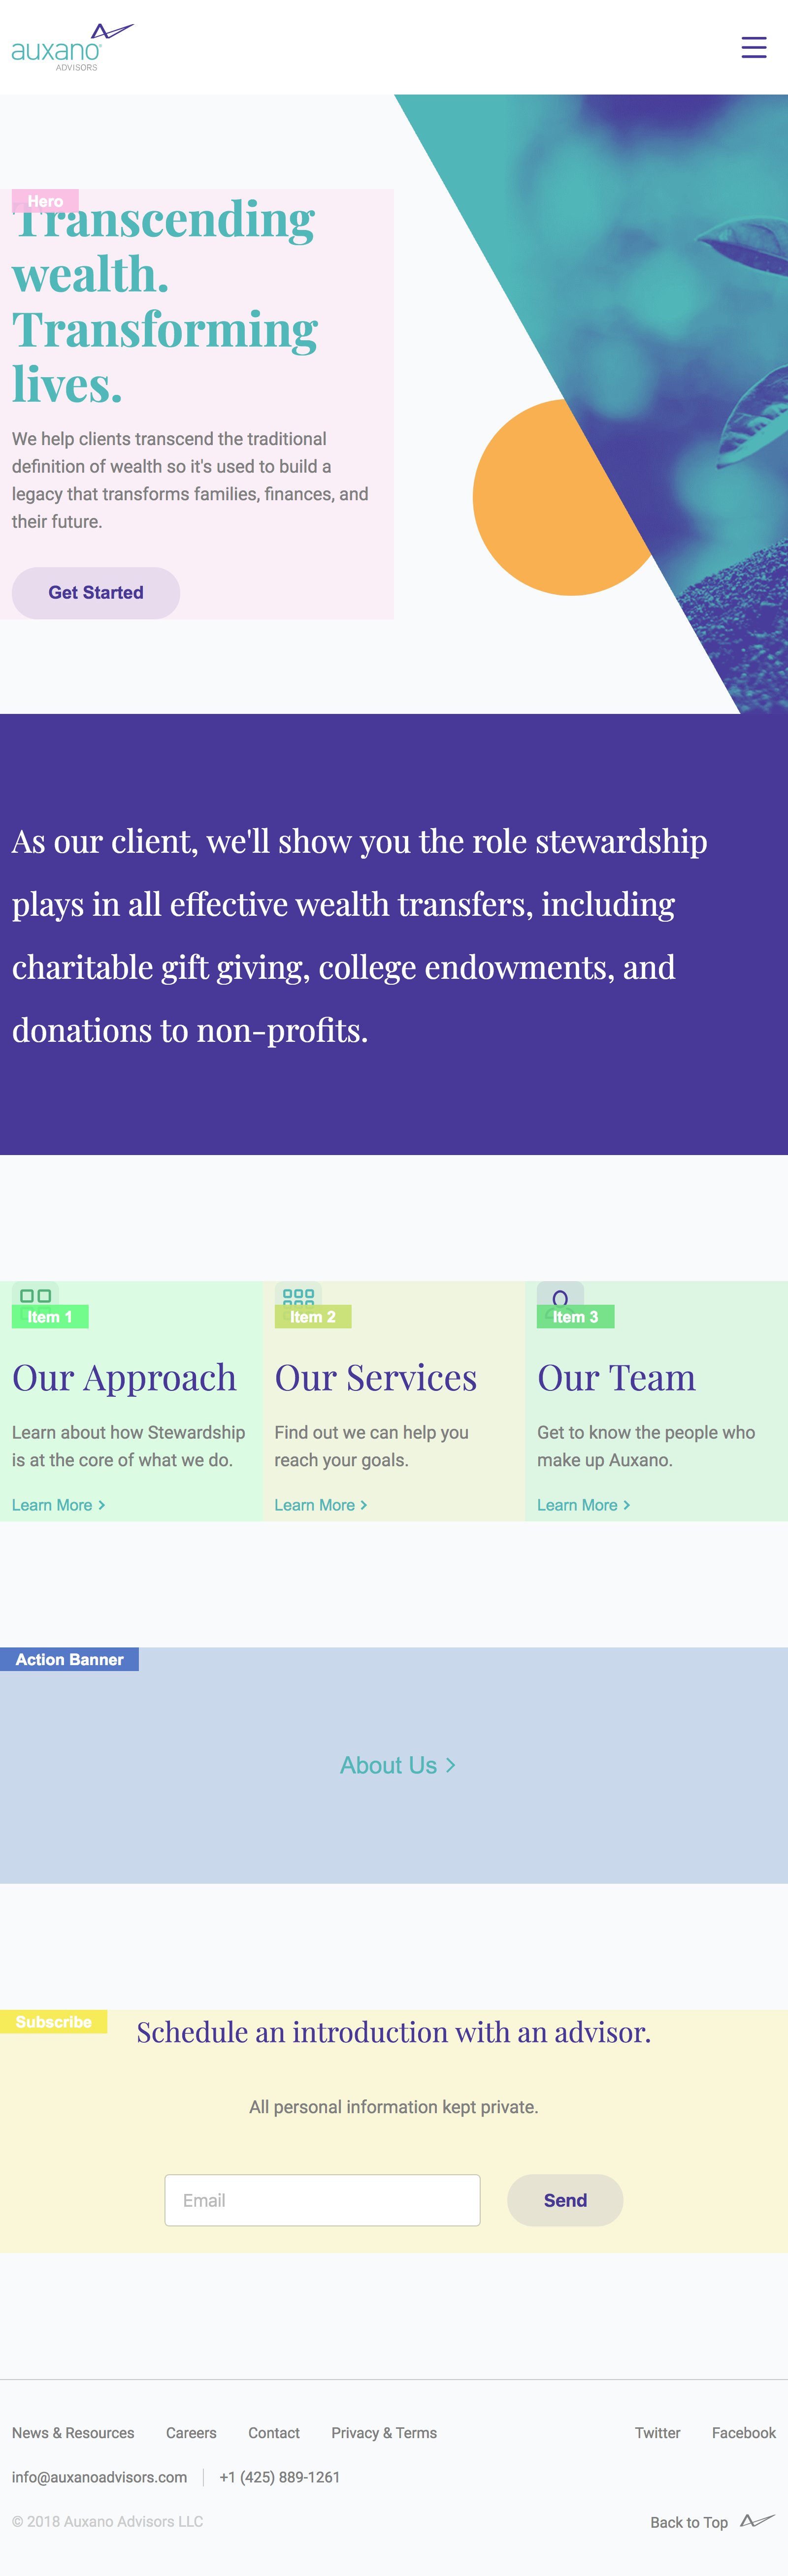 auxano
ADVISORS
Hero
Transcending
wealth.
Transforming
lives.
We help clients transcend the traditional
definition of wealth so it's used to build a
legacy that transforms families, finances, and
their future.
Get Started
As our client, we'll show you the role stewardship
plays in all effective wealth transfers, including
charitable gift giving, college endowments, and
donations to non-profits.
Item 1
Our Approach
Learn about how Stewardship
is at the core of what we do.
Learn More
Item 2
Our Services
Find out we can help you
reach your goals.
Learn More
Item 3
Our Team
Get to know the people who
make up Auxano.
Learn More
Action Banner
About Us
Subscribe
Schedule an introduction with an advisor.
All personal information kept private.
Email
Send
News & Resources Careers Contact Privacy & Terms Twitter Facebook
info@auxanoadvisors.com +1 (425) 889-1261
© 2018 Auxano Advisors LLC Back to Top